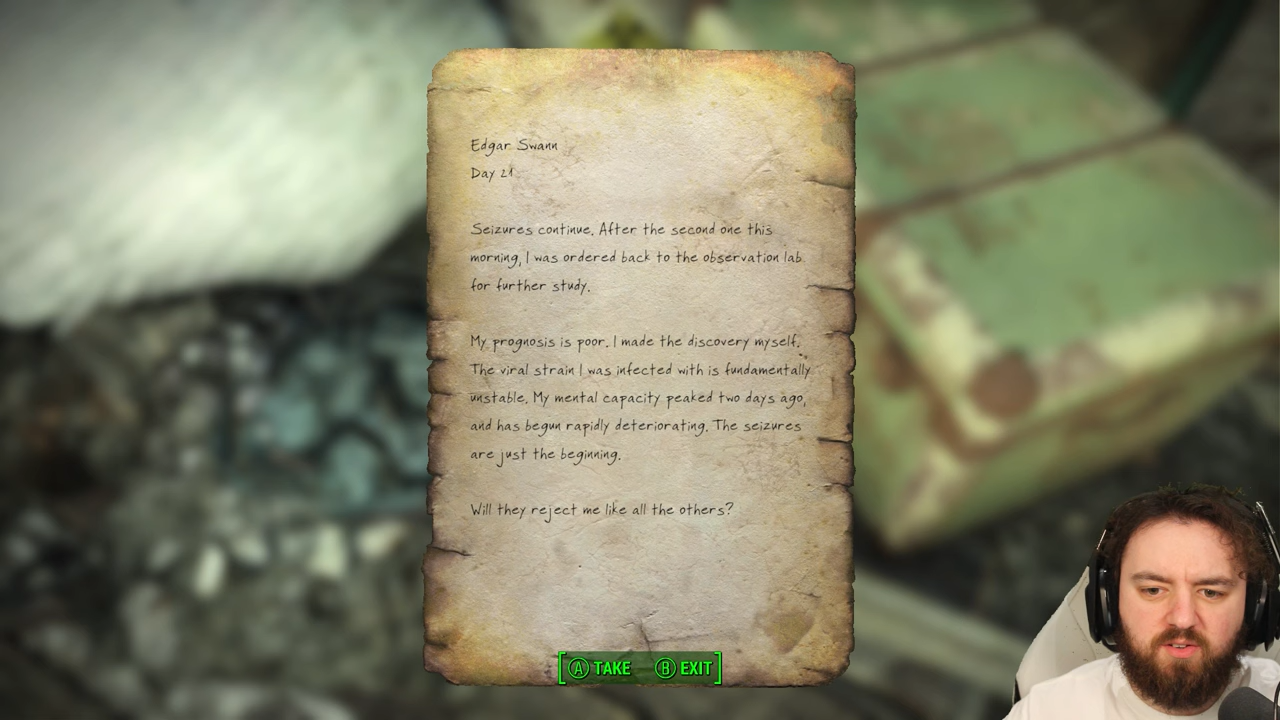 Edgar Swann
Day 21
Seizures continue. After the second one this
morning, I was ordered back to the observation lab
for further study.
My prognosis is poor. I made the discovery myself.
The viral strain I was infected with is fundamentally
unstable. My mental capacity peaked two days ago,
and has begun rapidly deteriorating. The seizures
are just the beginning.
Will they reject me like all the others?
A TAKE B EXIT